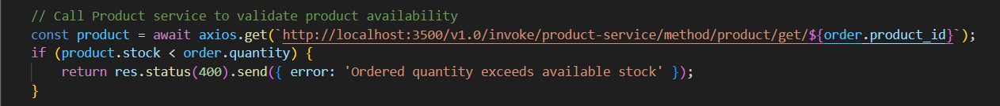 // Call Product service to validate product availability
const product = await axios.get(`http://localhost:3500/v1.0/invoke/product-service/method/product/get/${order.product_id}`);
if (product.stock < order.quantity) {
    return res.status(400).send({ error: 'Ordered quantity exceeds available stock' });
}